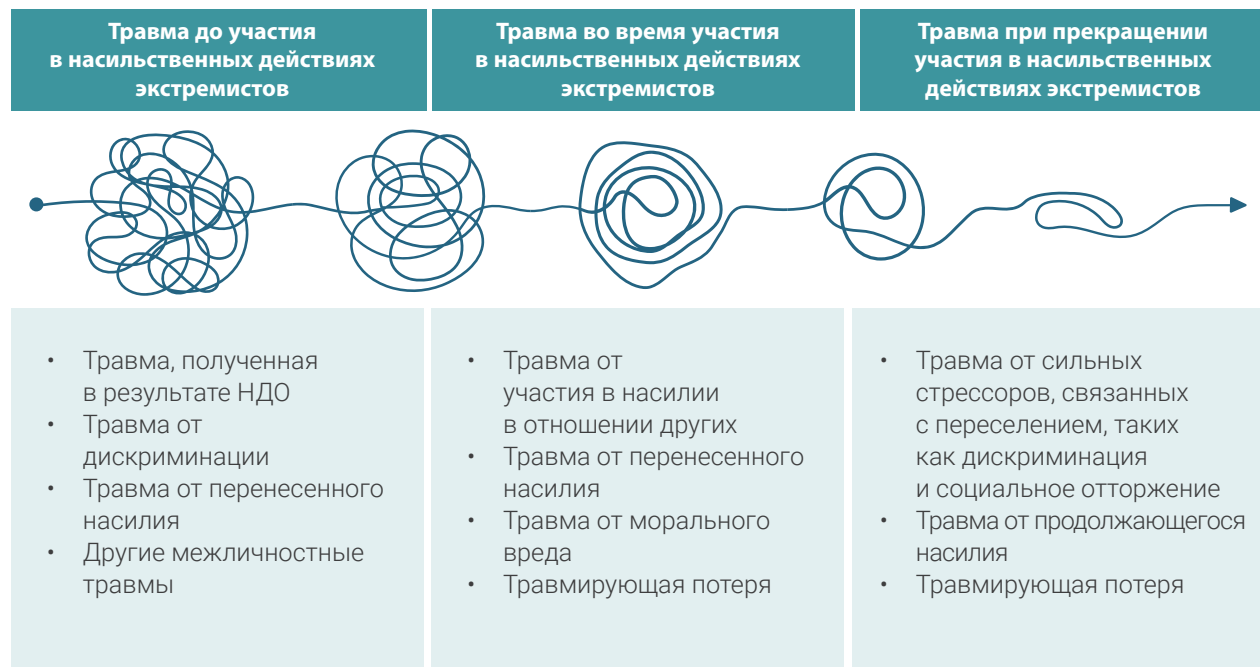 Травма до участия
в насильственных действиях
экстремистов
Травма во время участия
в насильственных действиях
экстремистов
Травма при прекращении
участия в насильственных
действиях экстремистов
• Травма, полученная
в результате НДО
• Травма от
дискриминации
• Травма от перенесенного
насилия
• Другие межличностные
травмы
• Травма от
участия в насилии
в отношении других
• Травма от перенесенного
насилия
• Травма от морального
вреда
• Травмирующая потеря
• Травма от сильных
стрессоров, связанных
с переселением, таких
как дискриминация
и социальное отторжение
• Травма от продолжающегося
насилия
• Травмирующая потеря